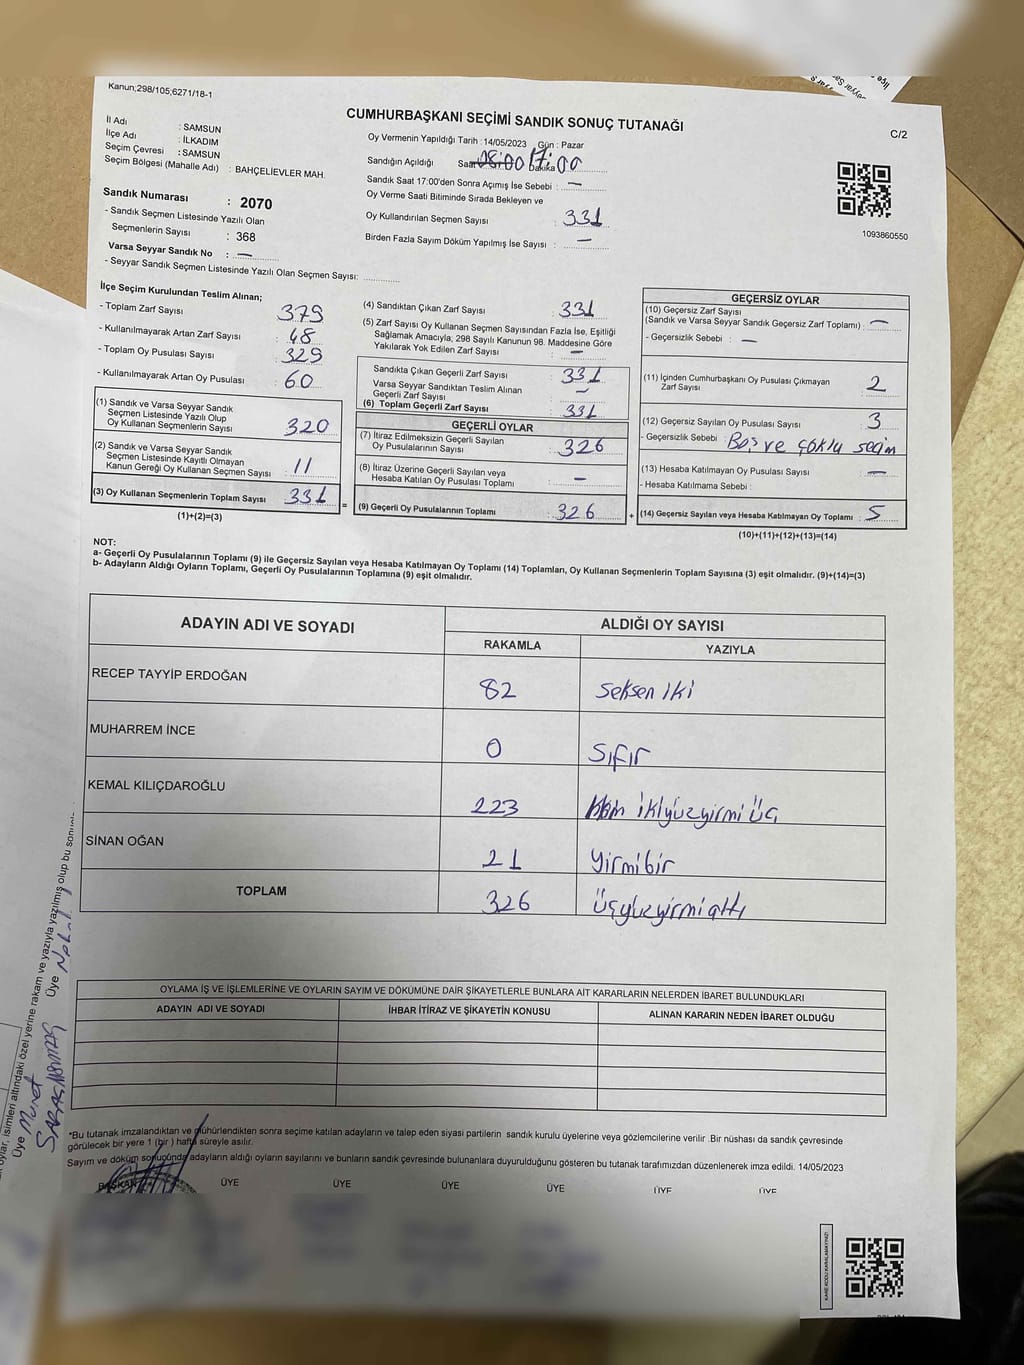 Kanun;298/105;6271/18-1
CUMHURBAŞKANI SEÇİMİ SANDIK SONUÇ TUTANAĞI
C/2
İl Adı : SAMSUN
İlçe Adı : İLKADIM
Seçim Çevresi : SAMSUN
Seçim Bölgesi (Mahalle Adı) : BAHÇELİEVLER MAH.
Sandık Numarası : 2070
- Sandık Seçmen Listesinde Yazılı Olan
Seçmenlerin Sayısı : 368
Varsa Seyyar Sandık No : —
- Seyyar Sandık Seçmen Listesinde Yazılı Olan Seçmen Sayısı:
Oy Vermenin Yapıldığı Tarih :14/05/2023 Gün : Pazar
Sandığın Açıldığı Saat 08:00 17:00 Dakika
Sandık Saat 17:00'den Sonra Açımış İse Sebebi : —
Oy Verme Saati Bitiminde Sırada Bekleyen ve
Oy Kullandırılan Seçmen Sayısı : 331
Birden Fazla Sayım Döküm Yapılmış İse Sayısı : —
1093860550
İlçe Seçim Kurulundan Teslim Alınan;
- Toplam Zarf Sayısı : 379
- Kullanılmayarak Artan Zarf Sayısı : 48
- Toplam Oy Pusulası Sayısı : 329
- Kullanılmayarak Artan Oy Pusulası : 60
(1) Sandık ve Varsa Seyyar Sandık
Seçmen Listesinde Yazılı Olup
Oy Kullanan Seçmenlerin Sayısı : 320
(2) Sandık ve Varsa Seyyar Sandık
Seçmen Listesinde Kayıtlı Olmayan
Kanun Gereği Oy Kullanan Seçmen Sayısı : 11
(3) Oy Kullanan Seçmenlerin Toplam Sayısı : 331
(1)+(2)=(3)
(4) Sandıktan Çıkan Zarf Sayısı : 331
(5) Zarf Sayısı Oy Kullanan Seçmen Sayısından Fazla İse, Eşitliği
Sağlamak Amacıyla; 298 Sayılı Kanunun 98. Maddesine Göre
Yakılarak Yok Edilen Zarf Sayısı : —
Sandıkta Çıkan Geçerli Zarf Sayısı : 331
Varsa Seyyar Sandıktan Teslim Alınan
Geçerli Zarf Sayısı : —
(6) Toplam Geçerli Zarf Sayısı : 331
GEÇERLİ OYLAR
(7) İtiraz Edilmeksizin Geçerli Sayılan
Oy Pusulalarının Sayısı : 326
(8) İtiraz Üzerine Geçerli Sayılan veya
Hesaba Katılan Oy Pusulası Toplamı : —
(9) Geçerli Oy Pusulalarının Toplamı : 326
GEÇERSİZ OYLAR
(10) Geçersiz Zarf Sayısı
(Sandık ve Varsa Seyyar Sandık Geçersiz Zarf Toplamı) : —
- Geçersizlik Sebebi : —
(11) İçinden Cumhurbaşkanı Oy Pusulası Çıkmayan
Zarf Sayısı : 2
(12) Geçersiz Sayılan Oy Pusulası Sayısı : 3
- Geçersizlik Sebebi : Boş ve çoklu seçim
(13) Hesaba Katılmayan Oy Pusulası Sayısı : —
- Hesaba Katılmama Sebebi :
(14) Geçersiz Sayılan veya Hesaba Katılmayan Oy Toplamı : 5
(10)+(11)+(12)+(13)=(14)
NOT:
a- Geçerli Oy Pusulalarının Toplamı (9) ile Geçersiz Sayılan veya Hesaba Katılmayan Oy Toplamı (14) Toplamları, Oy Kullanan Seçmenlerin Toplam Sayısına (3) eşit olmalıdır. (9)+(14)=(3)
b- Adayların Aldığı Oyların Toplamı, Geçerli Oy Pusulalarının Toplamına (9) eşit olmalıdır.
ADAYIN ADI VE SOYADI
ALDIĞI OY SAYISI
RAKAMLA YAZIYLA
RECEP TAYYİP ERDOĞAN 82 Seksen iki
MUHARREM İNCE 0 Sıfır
KEMAL KILIÇDAROĞLU 223 ikiyüzyirmi üç
SİNAN OĞAN 21 yirmibir
TOPLAM 326 üçyüzyirmialtı
OYLAMA İŞ VE İŞLEMLERİNE VE OYLARIN SAYIM VE DÖKÜMÜNE DAİR ŞİKAYETLERLE BUNLARA AİT KARARLARIN NELERDEN İBARET BULUNDUKLARI
ADAYIN ADI VE SOYADI İHBAR İTİRAZ VE ŞİKAYETİN KONUSU ALINAN KARARIN NEDEN İBARET OLDUĞU
*Bu tutanak imzalandıktan ve mühürlendikten sonra seçime katılan adayların ve talep eden siyasi partilerin sandık kurulu üyelerine veya gözlemcilerine verilir .Bir nüshası da sandık çevresinde
görülecek bir yere 1 (bir ) hafta süreyle asılır.
Sayım ve döküm sonucunda adayların aldığı oyların sayılarını ve bunların sandık çevresinde bulunanlara duyurulduğunu gösteren bu tutanak tarafımızdan düzenlenerek imza edildi. 14/05/2023
BAŞKAN ÜYE ÜYE ÜYE ÜYE ÜYE ÜYE
oylar, isimleri altındaki özel yerine rakam ve yazıyla yazılmış olup bu
Üye Murat
Üye